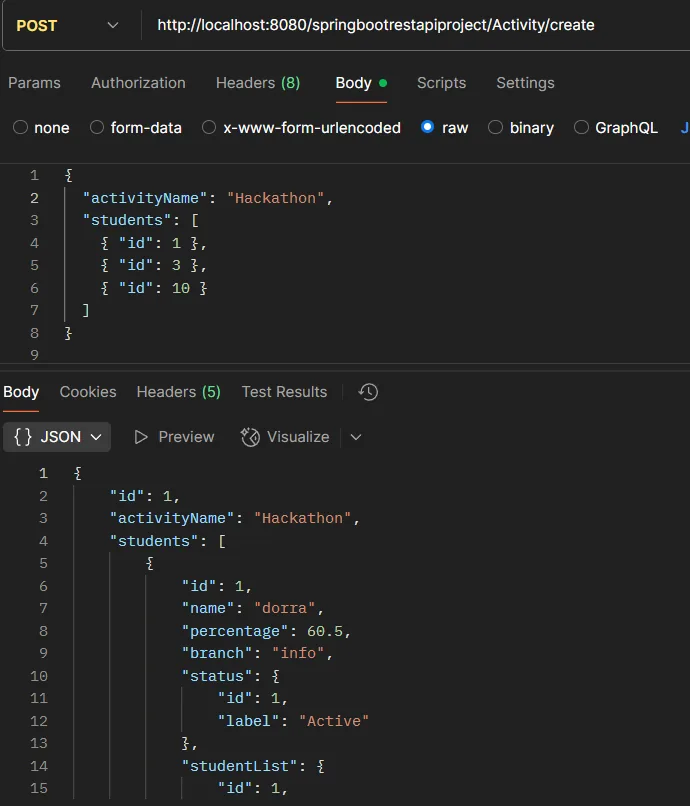 POST http://localhost:8080/springbootrestapiproject/Activity/create
Params Authorization Headers (8) Body Scripts Settings
none form-data x-www-form-urlencoded raw binary GraphQL
1 {
2 "activityName": "Hackathon",
3 "students": [
4 { "id": 1 },
5 { "id": 3 },
6 { "id": 10 }
7 ]
8 }
9
Body Cookies Headers (5) Test Results
{} JSON Preview Visualize
1 {
2 "id": 1,
3 "activityName": "Hackathon",
4 "students": [
5 {
6 "id": 1,
7 "name": "dorra",
8 "percentage": 60.5,
9 "branch": "info",
10 "status": {
11 "id": 1,
12 "label": "Active"
13 },
14 "studentList": {
15 "id": 1,